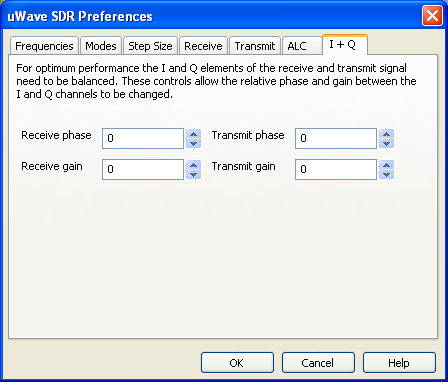 uWave SDR Preferences
Frequencies Modes Step Size Receive Transmit ALC I + Q
For optimum performance the I and Q elements of the receive and transmit signal
need to be balanced. These controls allow the relative phase and gain between the
I and Q channels to be changed.
Receive phase 0 Transmit phase 0
Receive gain 0 Transmit gain 0
OK Cancel Help